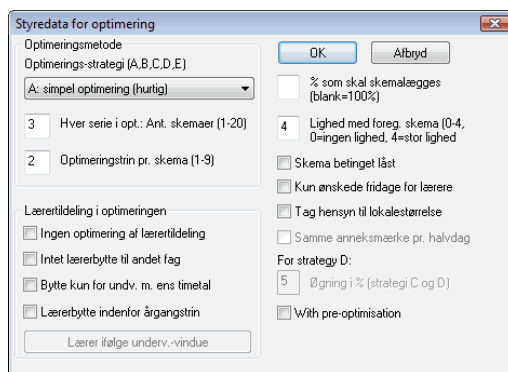 Styredata for optimering
Optimeringsmetode
Optimerings-strategi (A,B,C,D,E)
A: simpel optimering (hurtig)
3 Hver serie i opt.: Ant. skemaer (1-20)
2 Optimeringstrin pr. skema (1-9)
Lærertildeling i optimeringen
Ingen optimering af lærertildeling
Intet lærerbytte til andet fag
Bytte kun for undv. m. ens timetal
Lærerbytte indenfor årgangstrin
Lærer ifølge underv.-vindue
OK
Afbryd
% som skal skemalægges
(blank=100%)
4 Lighed med foreg. skema (0-4,
0=ingen lighed, 4=stor lighed
Skema betinget låst
Kun ønskede fridage for lærere
Tag hensyn til lokalestørrelse
Samme anneksmærke pr. halvdag
For strategy D:
5 Øgning i % (strategi C og D)
With pre-optimisation